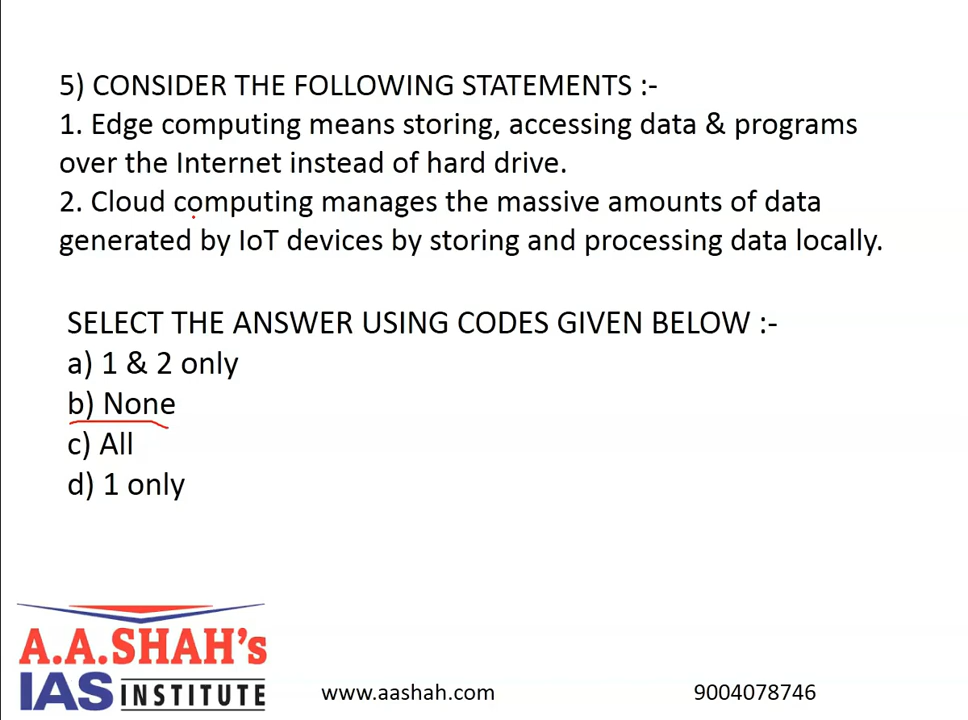 5) CONSIDER THE FOLLOWING STATEMENTS :-
1. Edge computing means storing, accessing data & programs
over the Internet instead of hard drive.
2. Cloud computing manages the massive amounts of data
generated by IoT devices by storing and processing data locally.
SELECT THE ANSWER USING CODES GIVEN BELOW :-
a) 1 & 2 only
b) None
c) All
d) 1 only
A.A.SHAH's
IAS INSTITUTE
www.aashah.com 9004078746